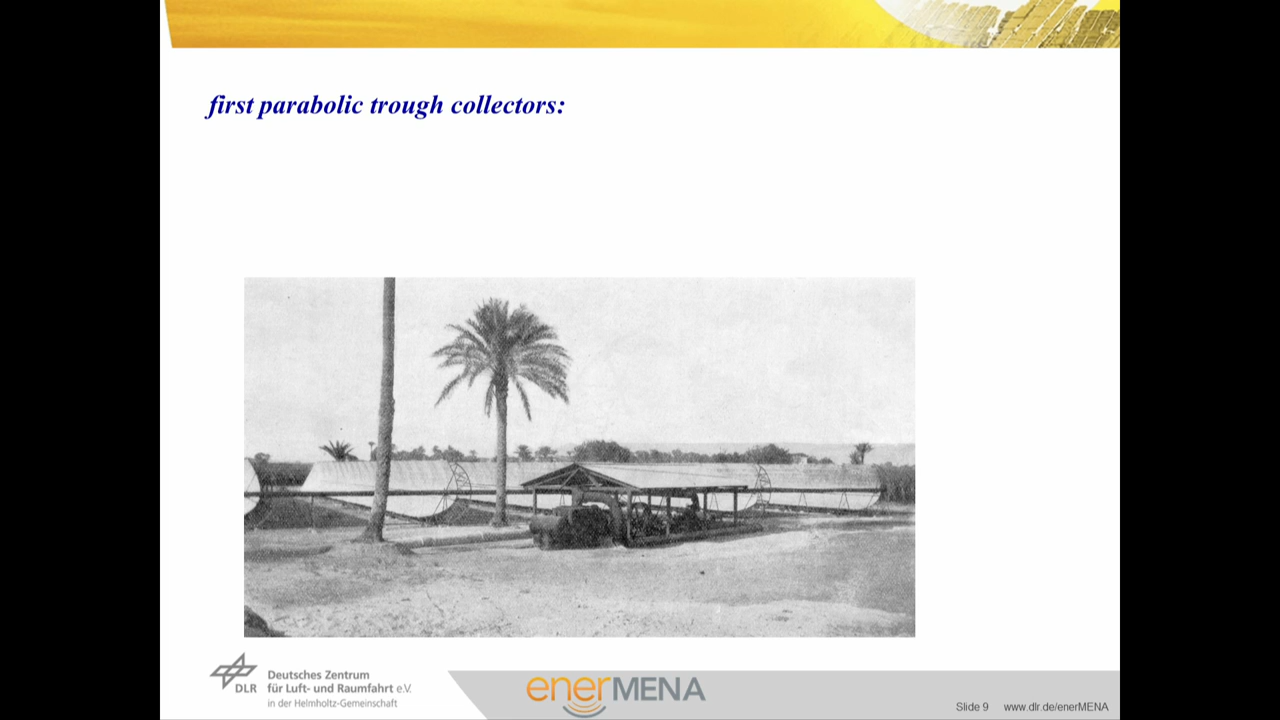 first parabolic trough collectors:
DLR
Deutsches Zentrum
für Luft- und Raumfahrt e.V.
in der Helmholtz-Gemeinschaft
enerMENA
Slide 9 www.dlr.de/enerMENA